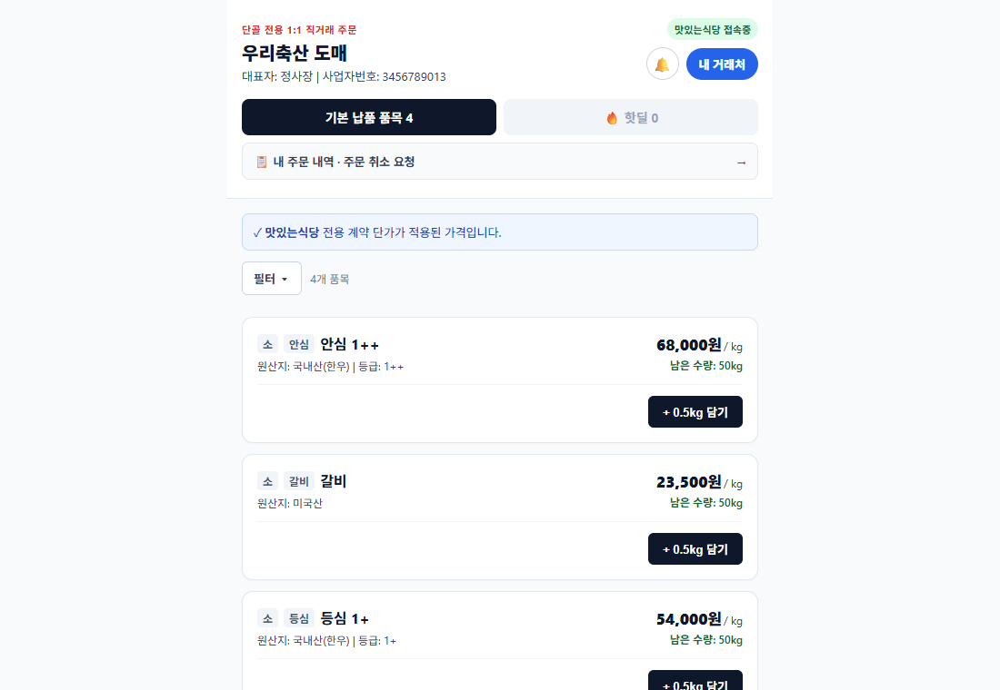 단골 전용 1:1 직거래 주문
맛있는식당 접속중
우리축산 도매
대표자: 정사장 | 사업자번호: 3456789013
내 거래처
기본 납품 품목 4
핫딜 0
내 주문 내역 · 주문 취소 요청 →
✓ 맛있는식당 전용 계약 단가가 적용된 가격입니다.
필터 ▾ 4개 품목
소 안심 안심 1++ 68,000원 / kg
원산지: 국내산(한우) | 등급: 1++ 남은 수량: 50kg
+ 0.5kg 담기
소 갈비 갈비 23,500원 / kg
원산지: 미국산 남은 수량: 50kg
+ 0.5kg 담기
소 등심 등심 1+ 54,000원 / kg
원산지: 국내산(한우) | 등급: 1+ 남은 수량: 50kg
+ 0.5kg 담기